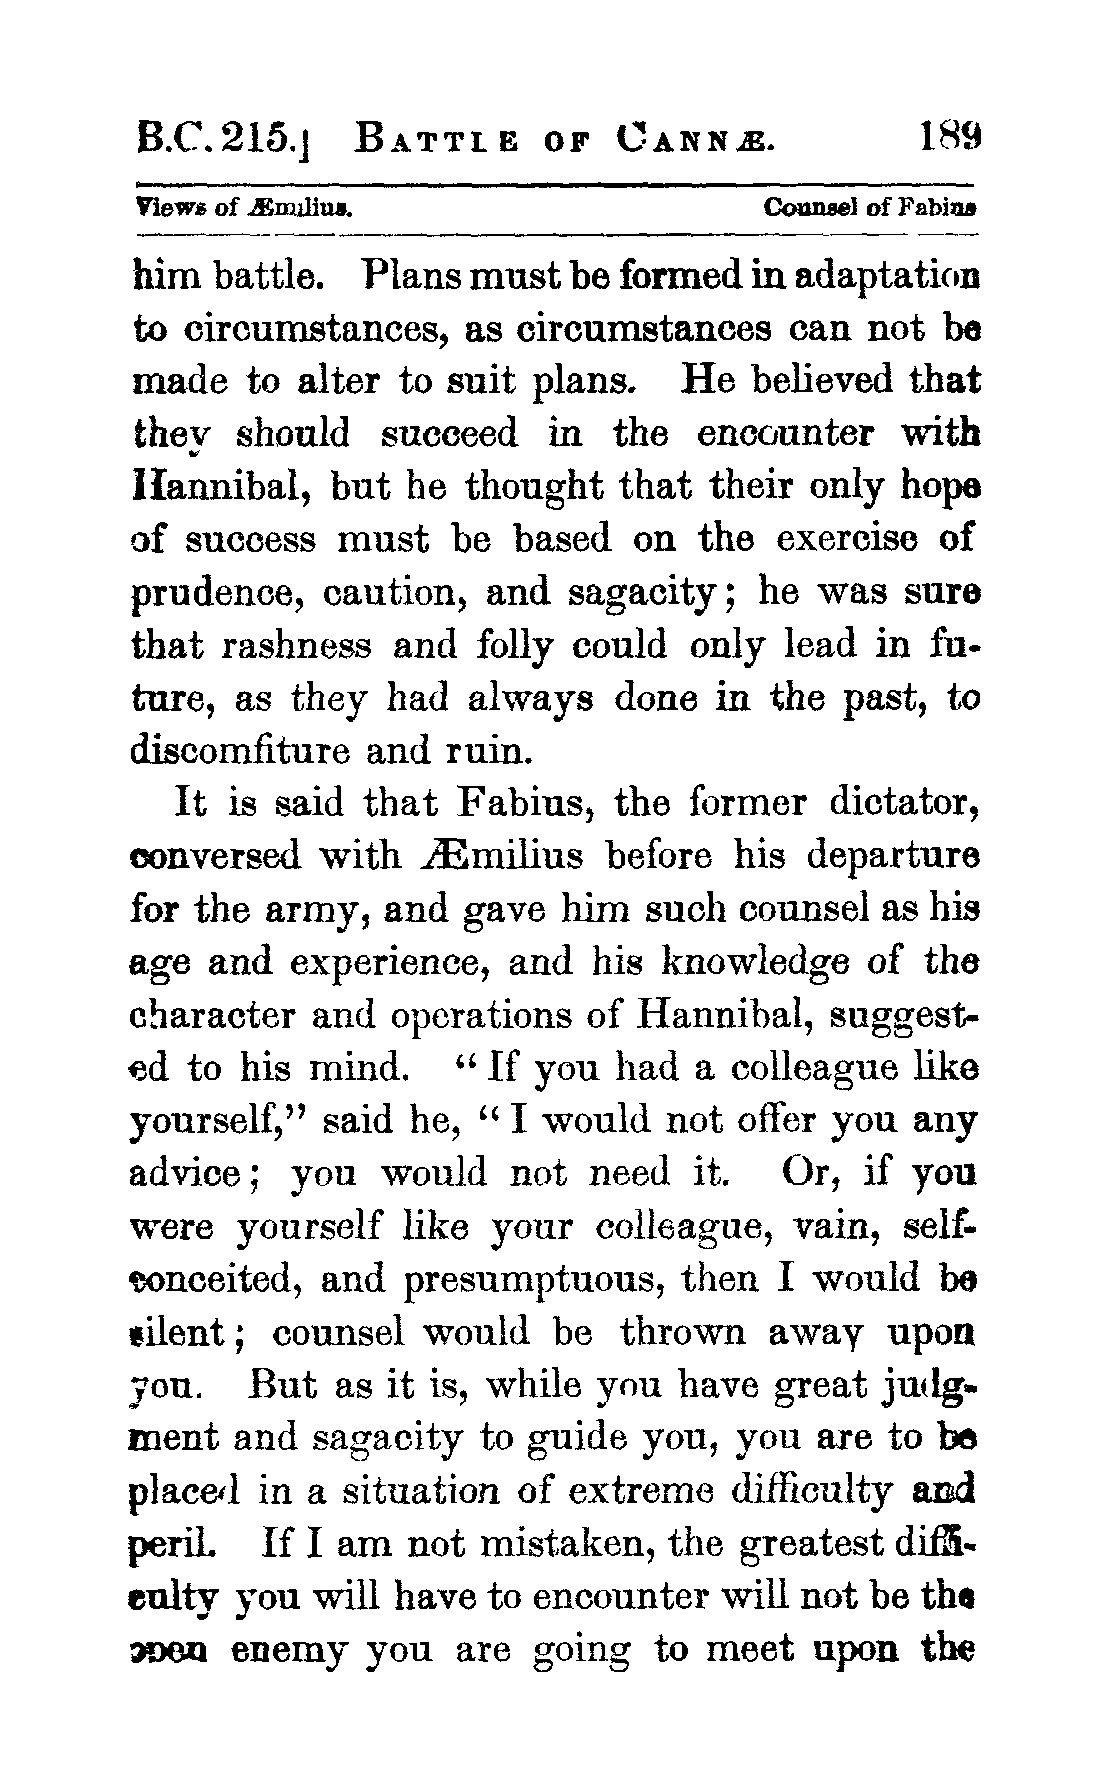 B.C. 215.] BATTLE OF CANNÆ. 189
Views of Æmilius. Counsel of Fabius
him battle. Plans must be formed in adaptation
to circumstances, as circumstances can not be
made to alter to suit plans. He believed that
they should succeed in the encounter with
Hannibal, but he thought that their only hope
of success must be based on the exercise of
prudence, caution, and sagacity; he was sure
that rashness and folly could only lead in fu-
ture, as they had always done in the past, to
discomfiture and ruin.
It is said that Fabius, the former dictator,
conversed with Æmilius before his departure
for the army, and gave him such counsel as his
age and experience, and his knowledge of the
character and operations of Hannibal, suggest-
ed to his mind. "If you had a colleague like
yourself," said he, "I would not offer you any
advice; you would not need it. Or, if you
were yourself like your colleague, vain, self-
conceited, and presumptuous, then I would be
silent; counsel would be thrown away upon
you. But as it is, while you have great judg-
ment and sagacity to guide you, you are to be
placed in a situation of extreme difficulty and
peril. If I am not mistaken, the greatest diffi-
culty you will have to encounter will not be the
open enemy you are going to meet upon the